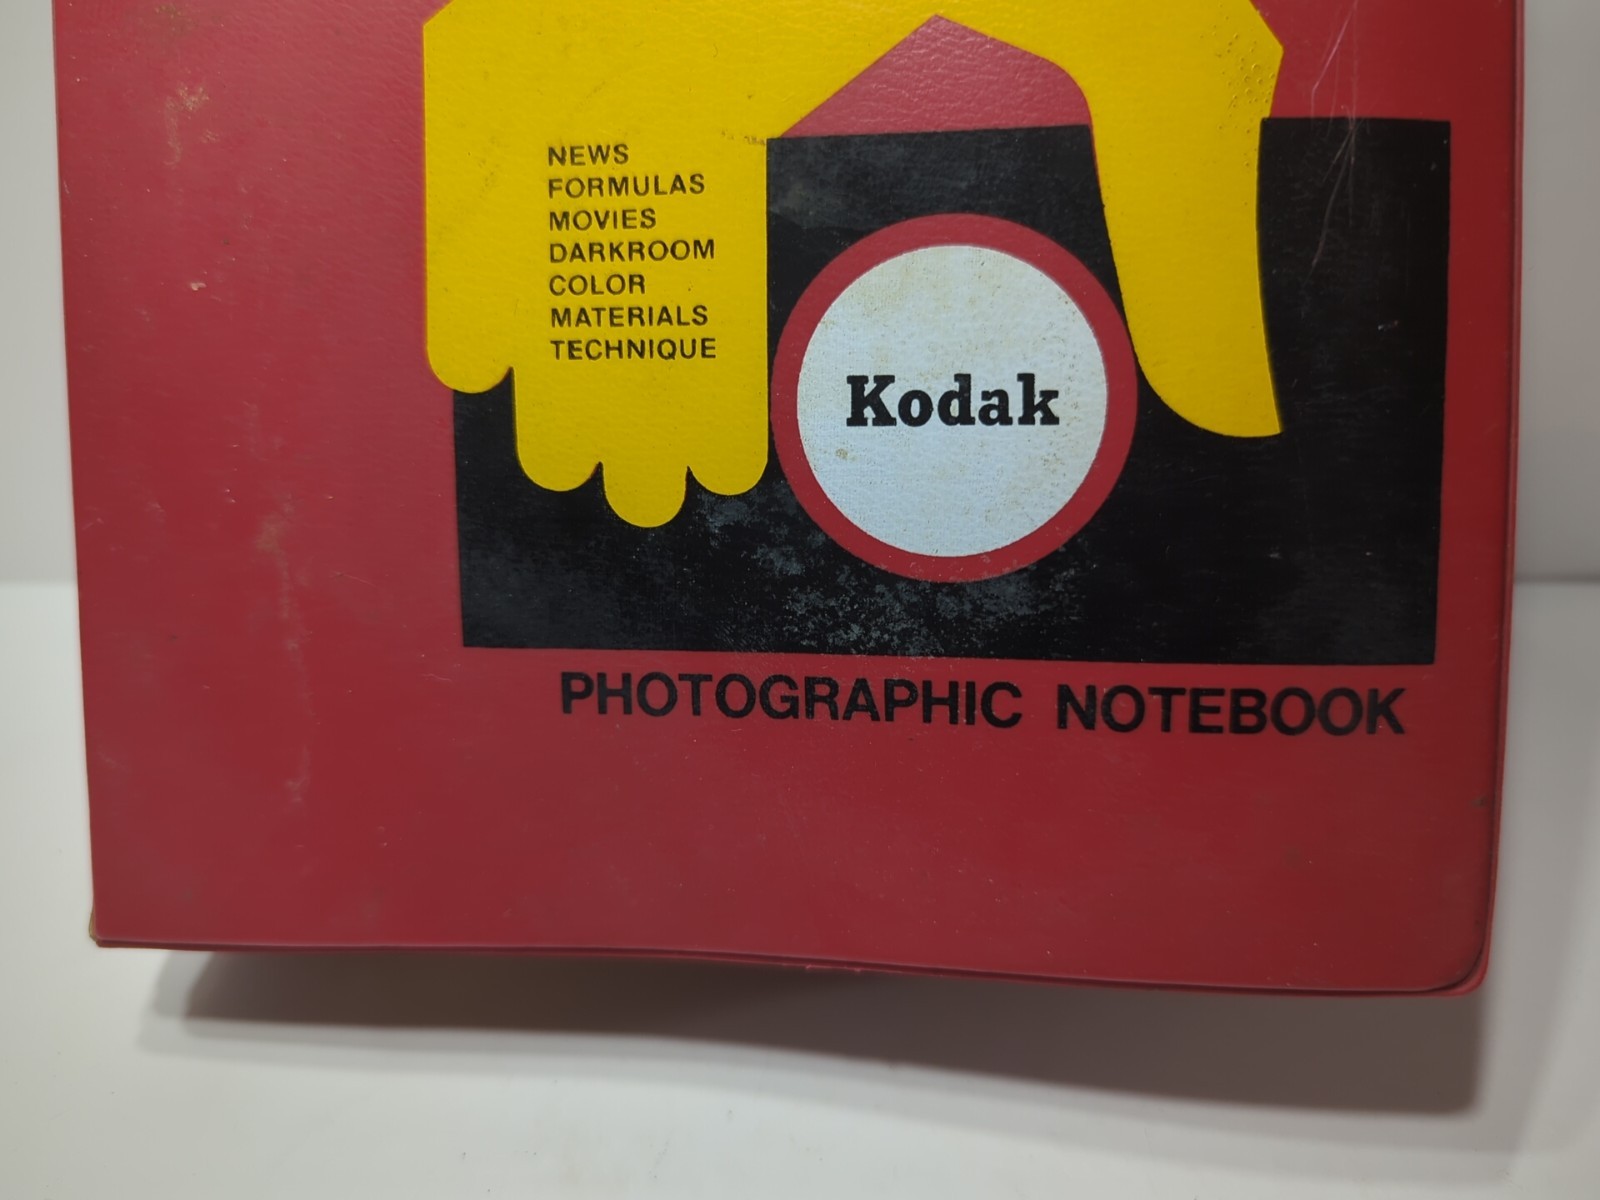 NEWS
FORMULAS
MOVIES
DARKROOM
COLOR
MATERIALS
TECHNIQUE
Kodak
PHOTOGRAPHIC NOTEBOOK